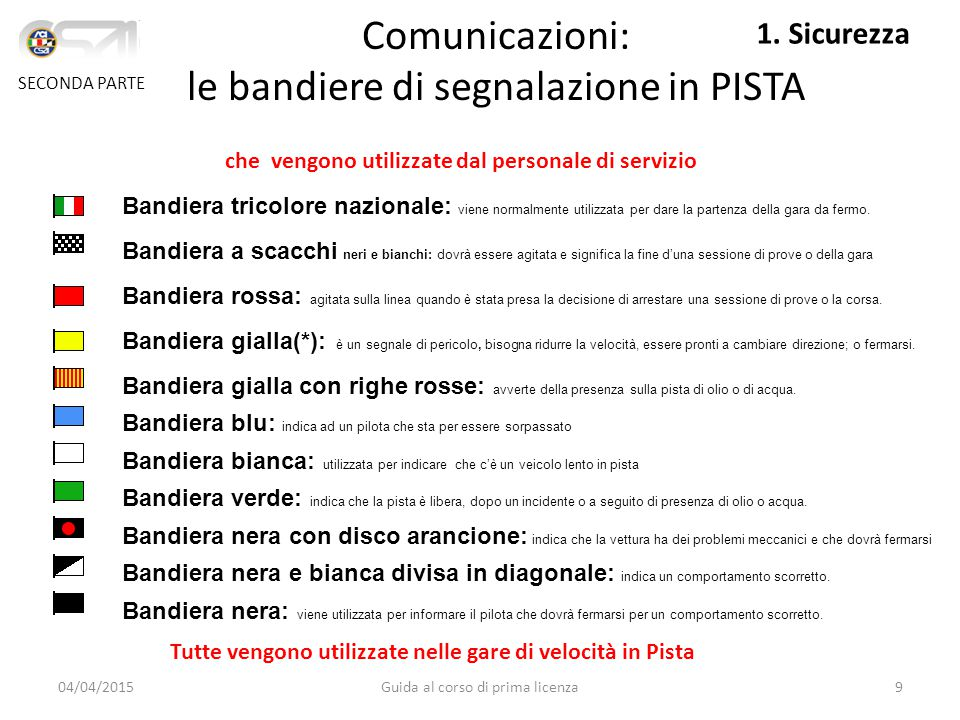 Comunicazioni:
1. Sicurezza
ACI
CSAI
SECONDA PARTE
le bandiere di segnalazione in PISTA
che vengono utilizzate dal personale di servizio
Bandiera tricolore nazionale: viene normalmente utilizzata per dare la partenza della gara da fermo.
Bandiera a scacchi neri e bianchi: dovrà essere agitata e significa la fine d’una sessione di prove o della gara
Bandiera rossa: agitata sulla linea quando è stata presa la decisione di arrestare una sessione di prove o la corsa.
Bandiera gialla(*): è un segnale di pericolo, bisogna ridurre la velocità, essere pronti a cambiare direzione; o fermarsi.
Bandiera gialla con righe rosse: avverte della presenza sulla pista di olio o di acqua.
Bandiera blu: indica ad un pilota che sta per essere sorpassato
Bandiera bianca: utilizzata per indicare che c’è un veicolo lento in pista
Bandiera verde: indica che la pista è libera, dopo un incidente o a seguito di presenza di olio o acqua.
Bandiera nera con disco arancione: indica che la vettura ha dei problemi meccanici e che dovrà fermarsi
Bandiera nera e bianca divisa in diagonale: indica un comportamento scorretto.
Bandiera nera: viene utilizzata per informare il pilota che dovrà fermarsi per un comportamento scorretto.
Tutte vengono utilizzate nelle gare di velocità in Pista
04/04/2015
Guida al corso di prima licenza
9